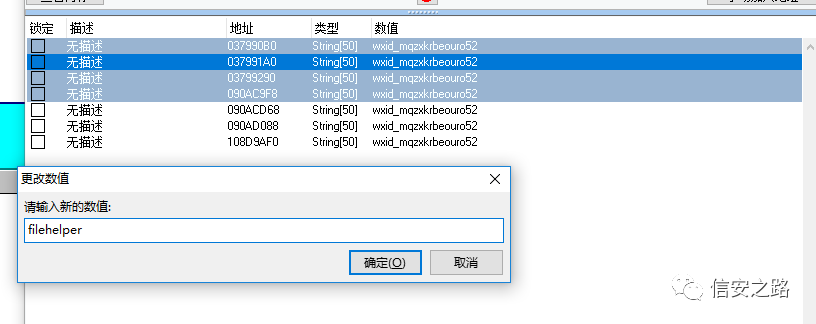 锁定 描述 地址 类型 数值
无描述 037990B0 String[50] wxid_mqzxkrbeouro52
无描述 037991A0 String[50] wxid_mqzxkrbeouro52
无描述 03799290 String[50] wxid_mqzxkrbeouro52
无描述 090AC9F8 String[50] wxid_mqzxkrbeouro52
无描述 090ACD68 String[50] wxid_mqzxkrbeouro52
无描述 090AD088 String[50] wxid_mqzxkrbeouro52
无描述 108D9AF0 String[50] wxid_mqzxkrbeouro52
更改数值
请输入新的数值:
filehelper
确定(O) 取消
信安之路